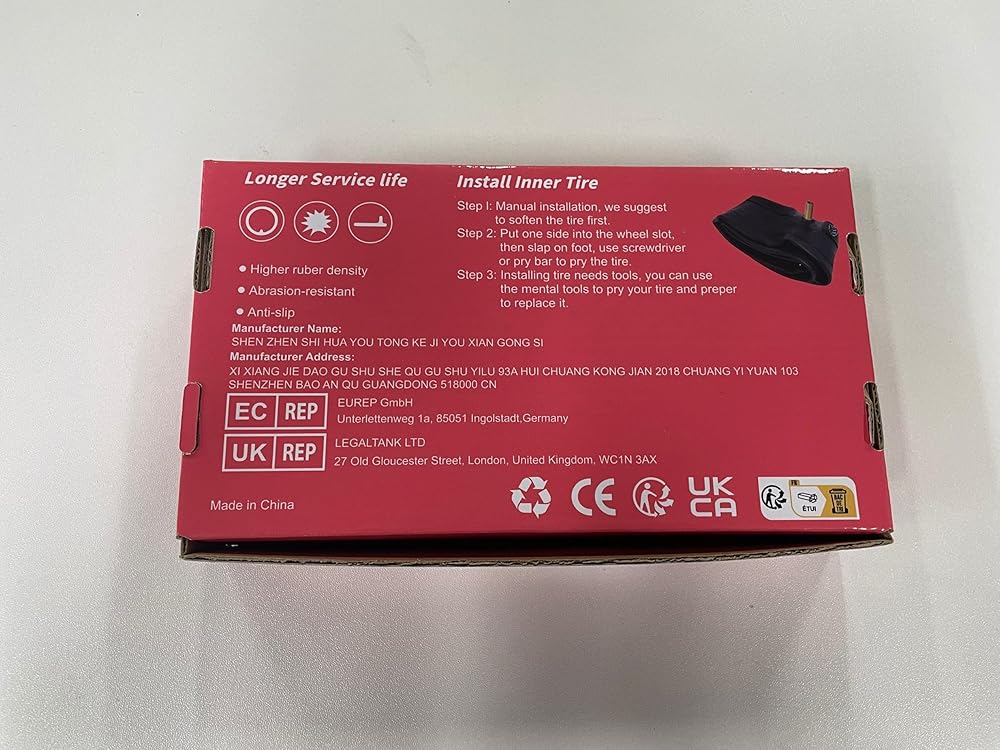 Longer Service life
Higher ruber density
Abrasion-resistant
Anti-slip
Install Inner Tire
Step I: Manual installation, we suggest
to soften the tire first.
Step 2: Put one side into the wheel slot,
then slap on foot, use screwdriver
or pry bar to pry the tire.
Step 3: Installing tire needs tools, you can use
the mental tools to pry your tire and preper
to replace it.
Manufacturer Name:
SHEN ZHEN SHI HUA YOU TONG KE JI YOU XIAN GONG SI
Manufacturer Address:
XI XIANG JIE DAO GU SHU SHE QU GU SHU YILU 93A HUI CHUANG KONG JIAN 2018 CHUANG YI YUAN 103
SHENZHEN BAO AN QU GUANGDONG 518000 CN
EC REP
EUREP GmbH
Unterlettenweg 1a, 85051 Ingolstadt,Germany
UK REP
LEGALTANK LTD
27 Old Gloucester Street, London, United Kingdom, WC1N 3AX
Made in China
CE
UK
CA
FR
ÉTUI
BAC
DE
TRI